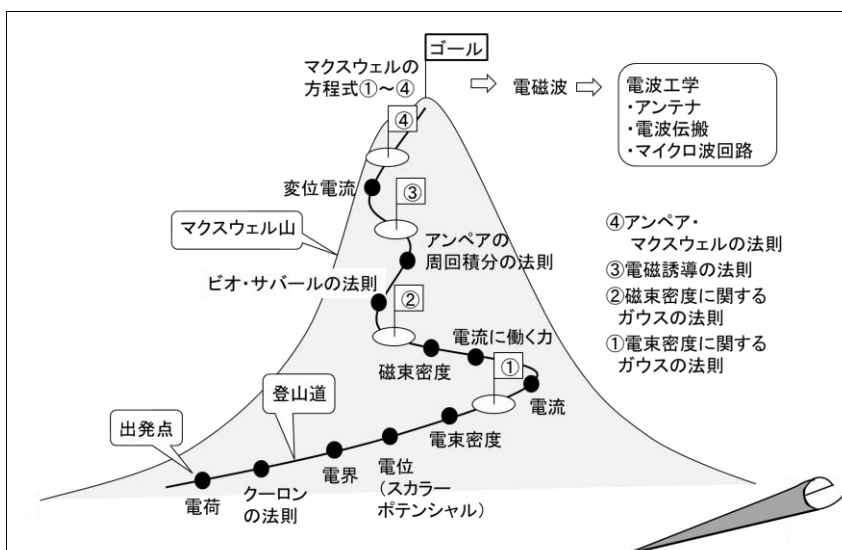 ゴール
マクスウェルの
方程式①～④
電磁波
電波工学
・アンテナ
・電波伝搬
・マイクロ波回路
④
変位電流
③
マクスウェル山
アンペアの
周回積分の法則
ビオ・サバールの法則
②
④アンペア・
マクスウェルの法則
③電磁誘導の法則
②磁束密度に関する
ガウスの法則
①電束密度に関する
ガウスの法則
電流に働く力
磁束密度
①
登山道
電流
出発点
電束密度
電荷
クーロン
の法則
電界
電位
（スカラー
ポテンシャル）